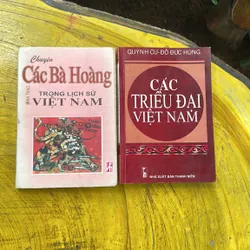 Chuyện
Các Bà Hoàng
TRONG LỊCH SỬ
VIỆT NAM
QUỲNH CƯ-ĐỖ ĐỨC HÙNG
CÁC
TRIỀU ĐẠI
VIỆT NAM
NHÀ XUẤT BẢN THANH NIÊN